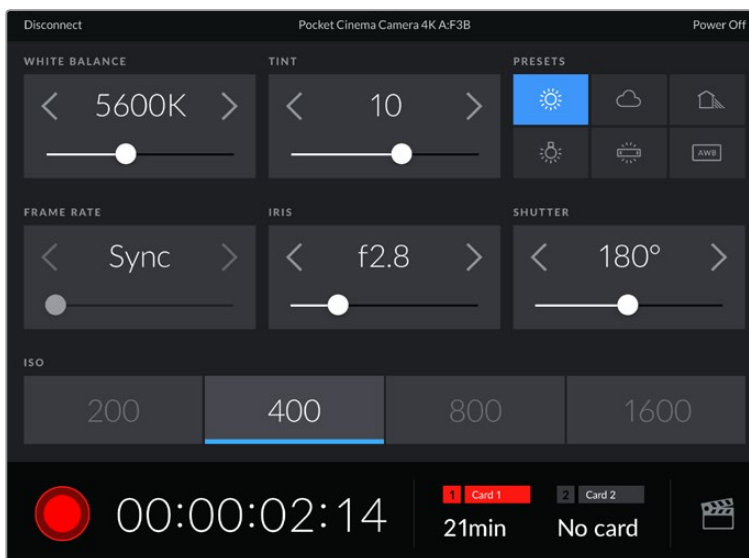 Disconnect Pocket Cinema Camera 4K A:F3B Power Off
WHITE BALANCE TINT PRESETS
5600K 10
AWB
FRAME RATE IRIS SHUTTER
Sync f2.8 180°
ISO
200 400 800 1600
00:00:02:14
1 Card 1 2 Card 2
21min No card